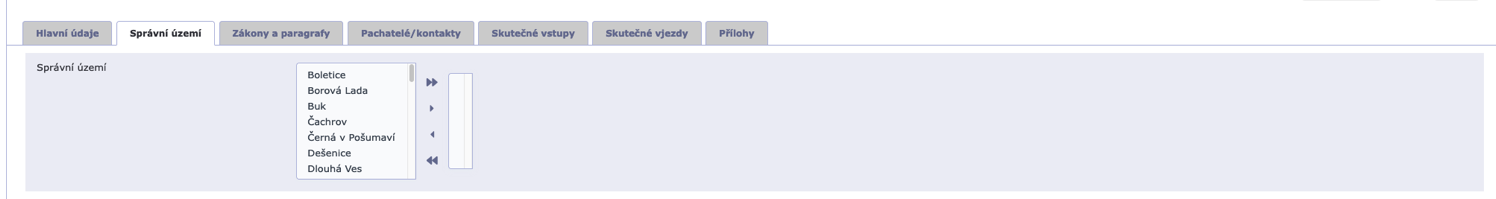 Hlavní údaje Správní území Zákony a paragrafy Pachatelé/kontakty Skutečné vstupy Skutečné vjezdy Přílohy
Správní území
Boletice
Borová Lada
Buk
Čachrov
Černá v Pošumaví
Dešenice
Dlouhá Ves